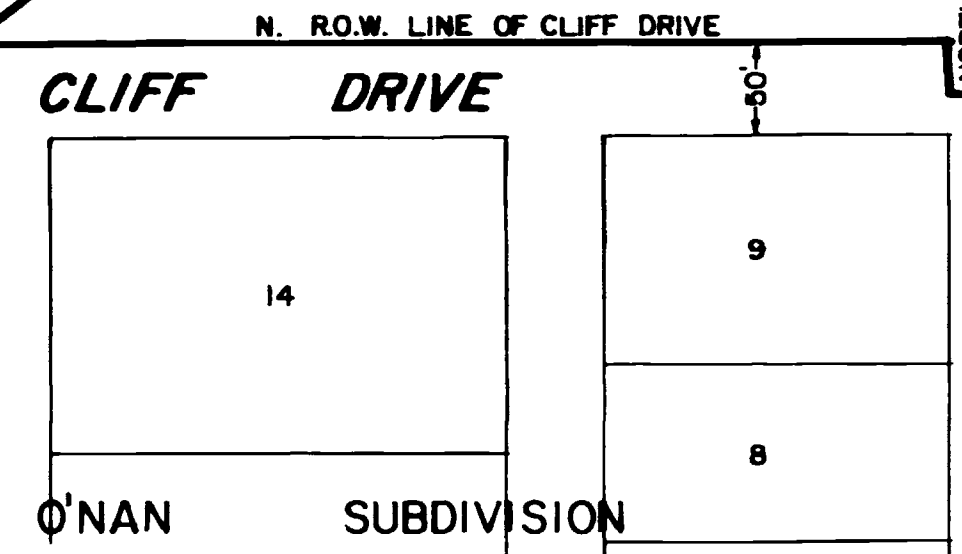 N. R.O.W. LINE OF CLIFF DRIVE
CLIFF DRIVE
50'
9
14
8
O'NAN SUBDIVISION